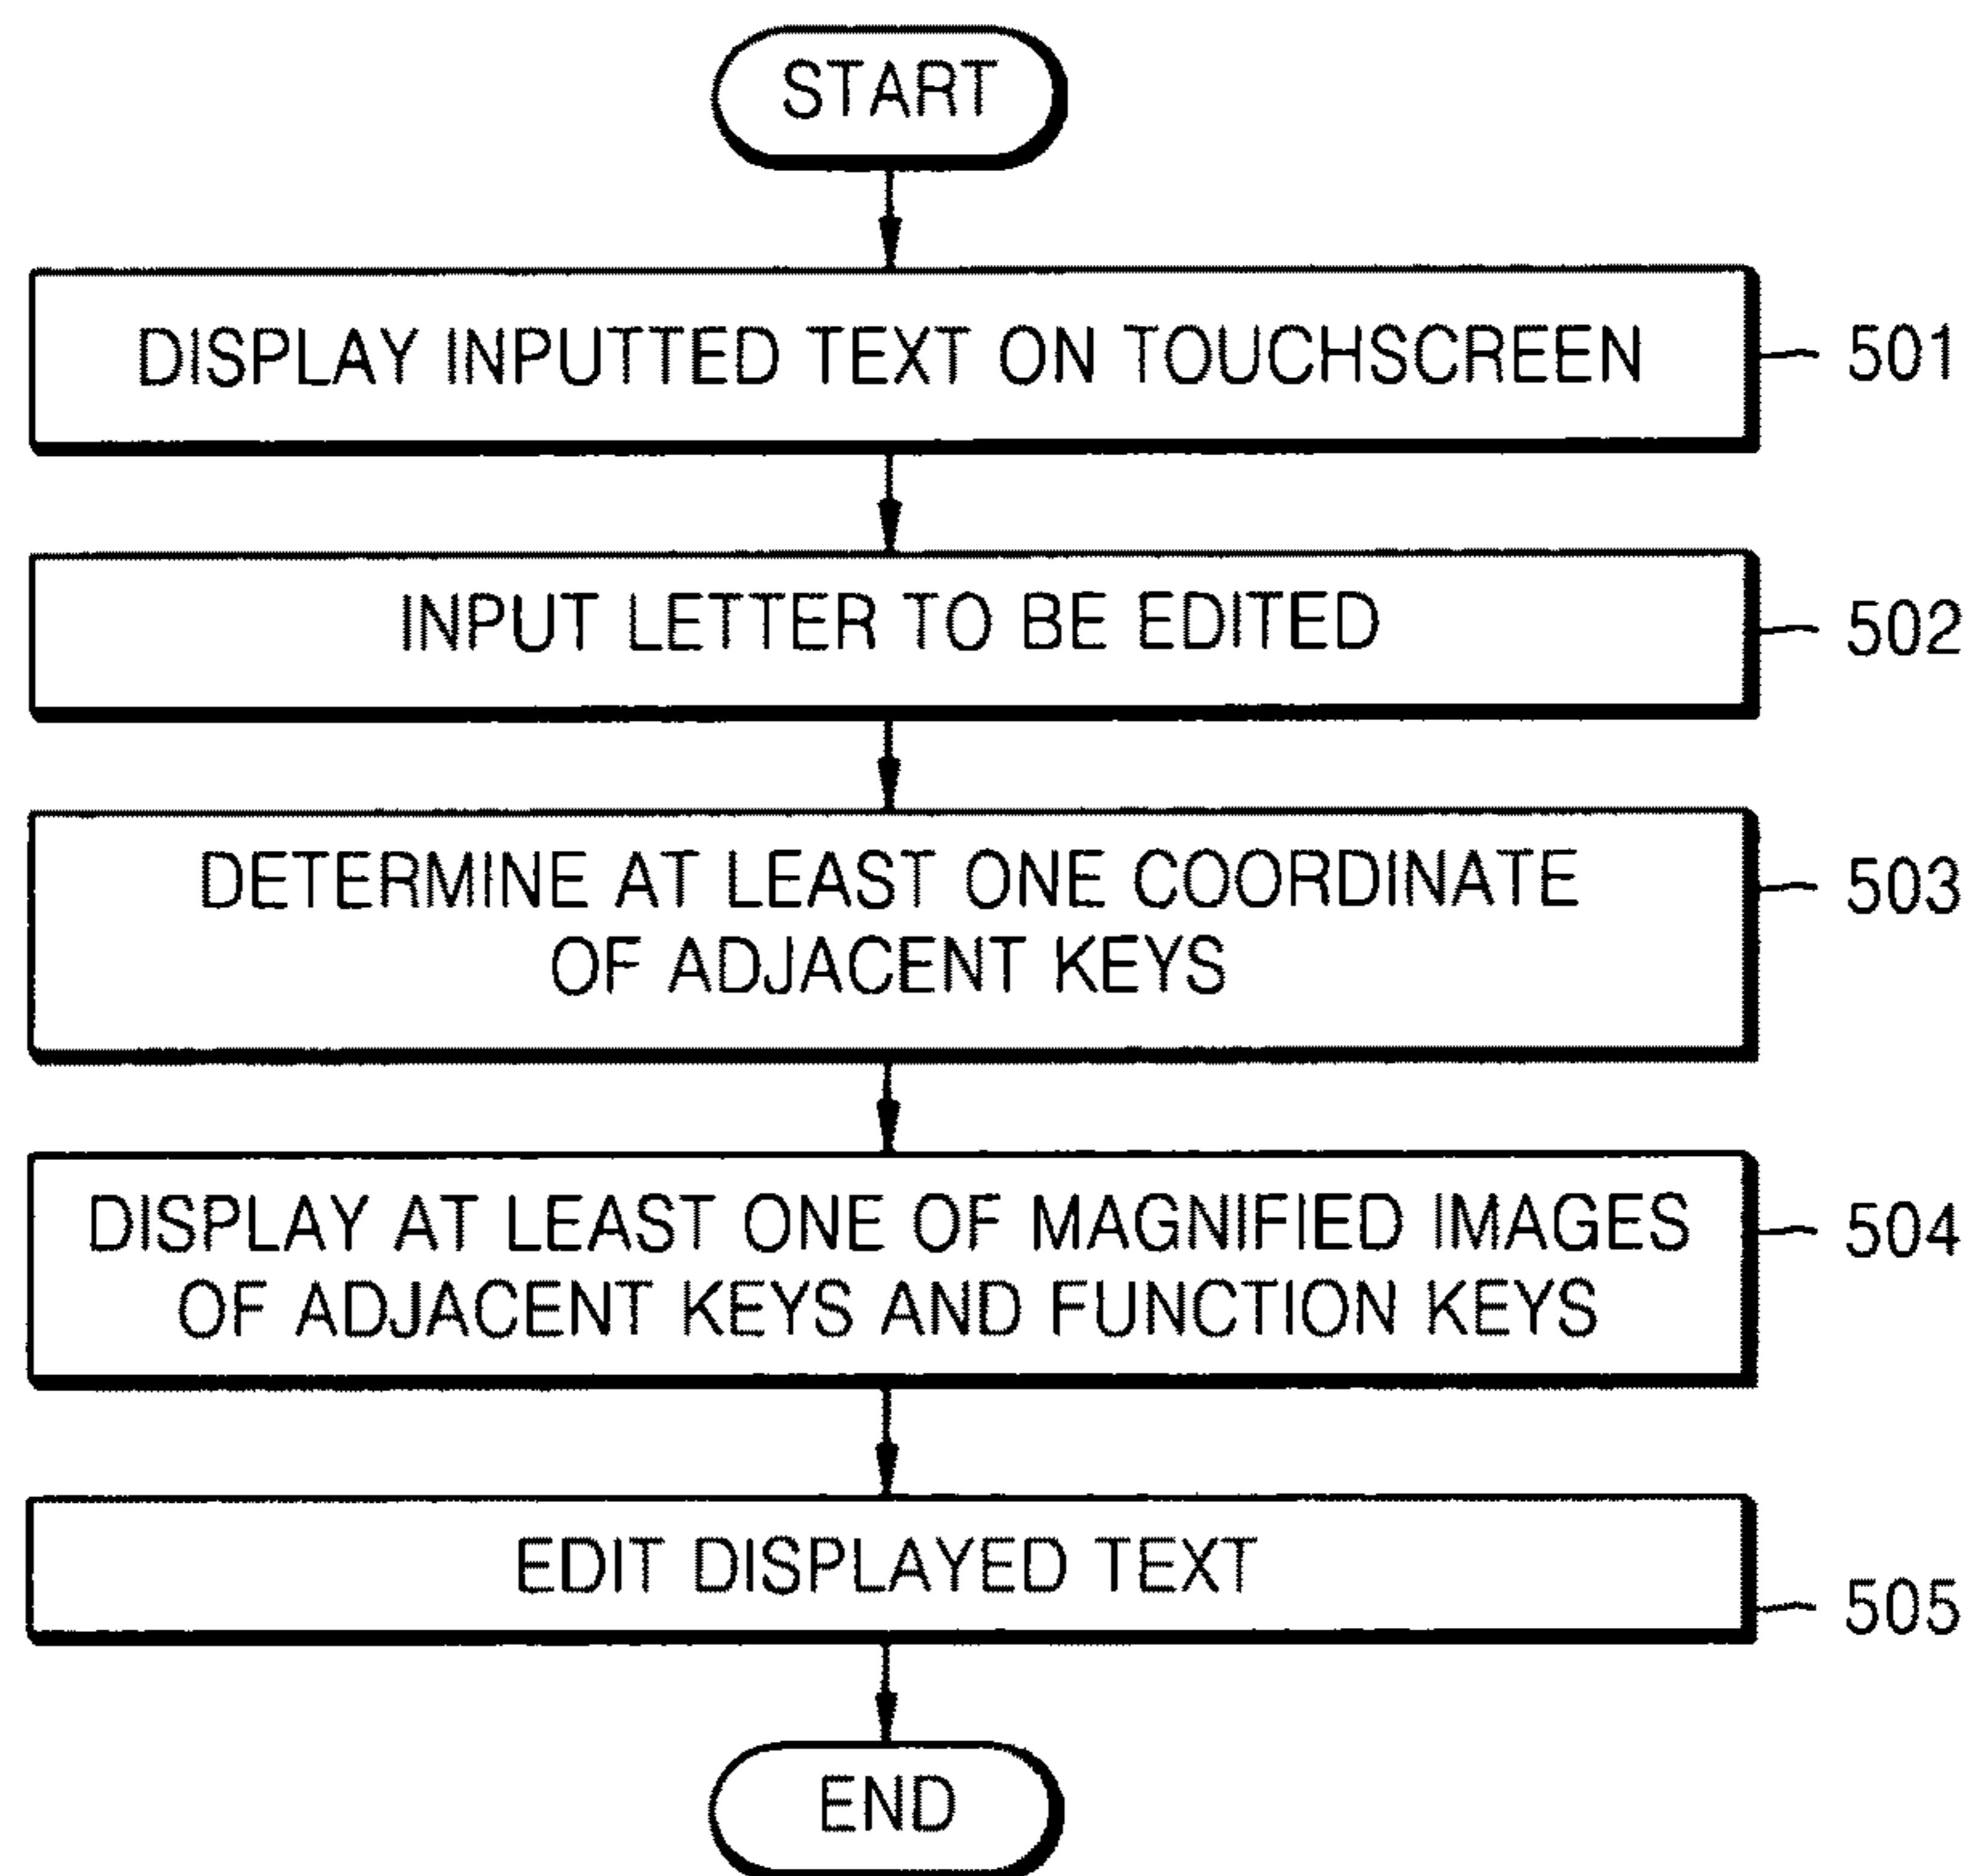 START
DISPLAY INPUTTED TEXT ON TOUCHSCREEN
501
INPUT LETTER TO BE EDITED
502
DETERMINE AT LEAST ONE COORDINATE
OF ADJACENT KEYS
503
DISPLAY AT LEAST ONE OF MAGNIFIED IMAGES
OF ADJACENT KEYS AND FUNCTION KEYS
504
EDIT DISPLAYED TEXT
505
END